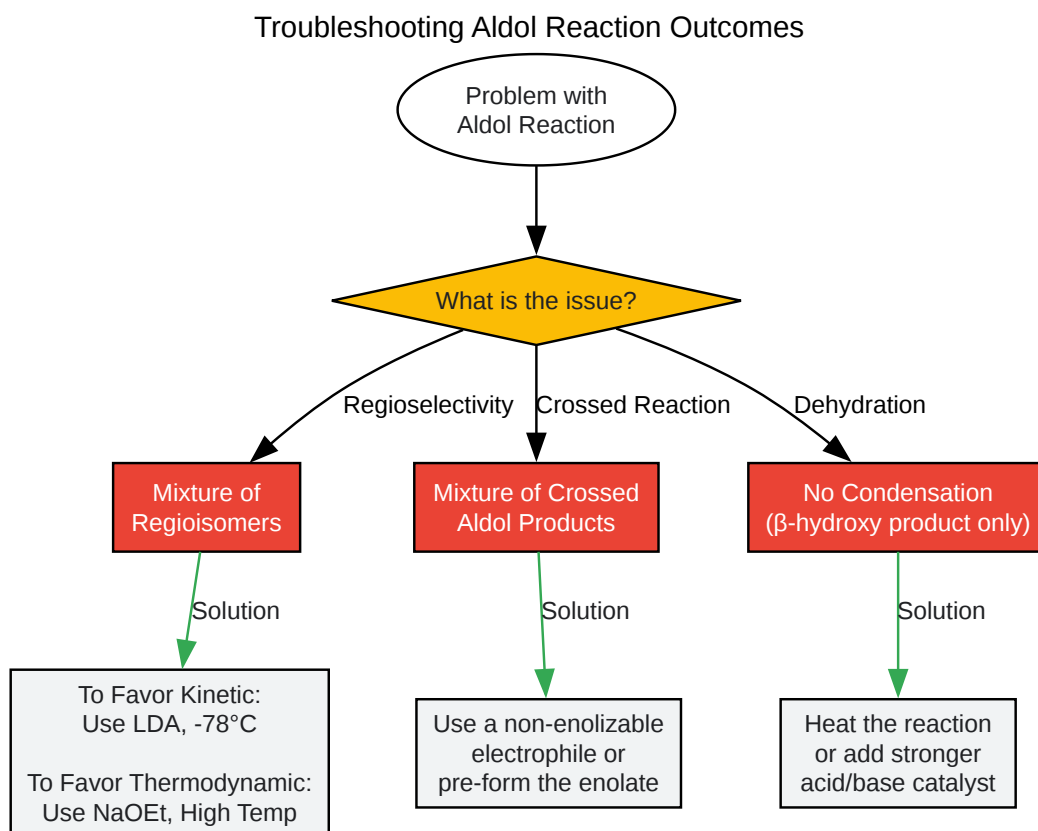 Troubleshooting Aldol Reaction Outcomes
Problem with
Aldol Reaction
What is the issue?
Regioselectivity
Crossed Reaction
Dehydration
Mixture of
Regioisomers
Mixture of Crossed
Aldol Products
No Condensation
(β-hydroxy product only)
Solution
Solution
Solution
To Favor Kinetic:
Use LDA, -78°C
To Favor Thermodynamic:
Use NaOEt, High Temp
Use a non-enolizable
electrophile or
pre-form the enolate
Heat the reaction
or add stronger
acid/base catalyst